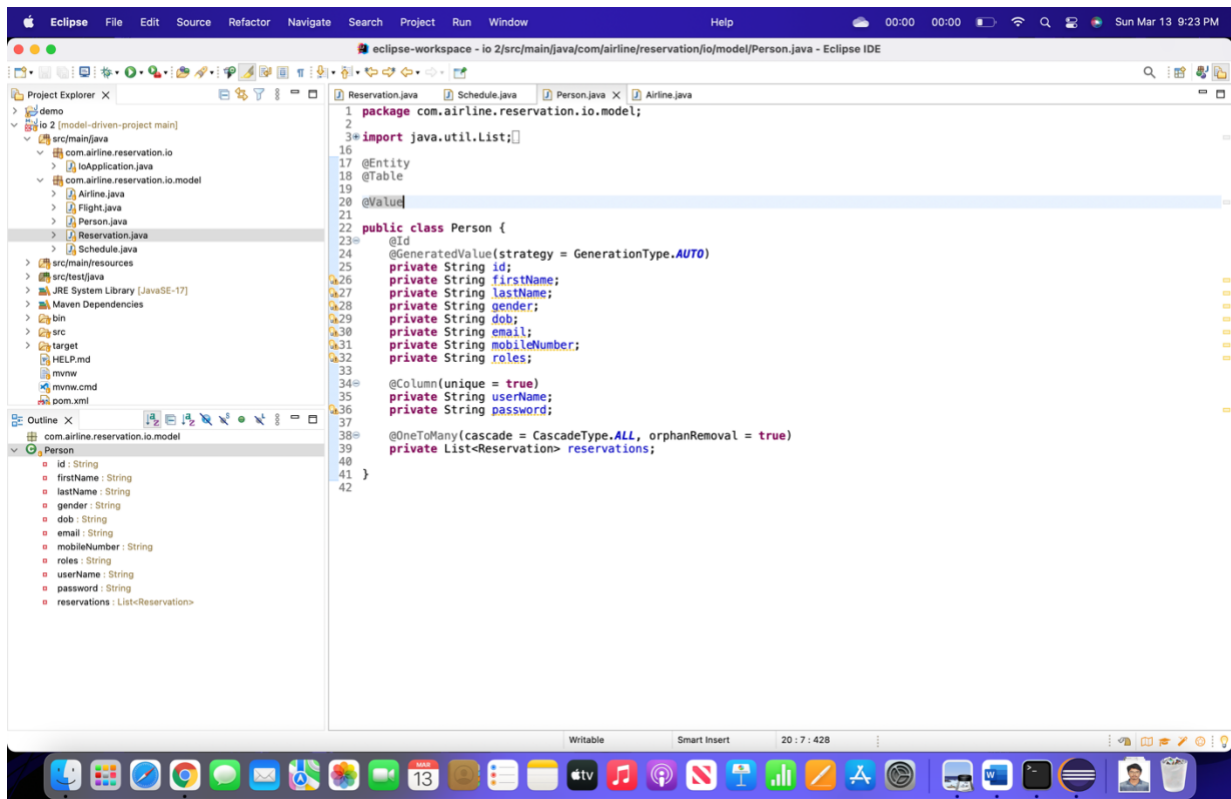 Eclipse File Edit Source Refactor Navigate Search Project Run Window Help 00:00 00:00 Sun Mar 13 9:23 PM
eclipse-workspace - io 2/src/main/java/com/airline/reservation/io/model/Person.java - Eclipse IDE
Project Explorer
demo
io 2 [model-driven-project main]
src/main/java
com.airline.reservation.io
IoApplication.java
com.airline.reservation.io.model
Airline.java
Flight.java
Person.java
Reservation.java
Schedule.java
src/main/resources
src/test/java
JRE System Library [JavaSE-17]
Maven Dependencies
bin
src
target
HELP.md
mvnw
mvnw.cmd
pom.xml
Outline
com.airline.reservation.io.model
Person
id : String
firstName : String
lastName : String
gender : String
dob : String
email : String
mobileNumber : String
roles : String
userName : String
password : String
reservations : List<Reservation>
Reservation.java Schedule.java Person.java Airline.java
1 package com.airline.reservation.io.model;
2
3 import java.util.List;
16
17 @Entity
18 @Table
19
20 @Value
21
22 public class Person {
23 @Id
24 @GeneratedValue(strategy = GenerationType.AUTO)
25 private String id;
26 private String firstName;
27 private String lastName;
28 private String gender;
29 private String dob;
30 private String email;
31 private String mobileNumber;
32 private String roles;
33
34 @Column(unique = true)
35 private String userName;
36 private String password;
37
38 @OneToMany(cascade = CascadeType.ALL, orphanRemoval = true)
39 private List<Reservation> reservations;
40
41 }
42
Writable Smart Insert 20 : 7 : 428
MAR
13
tv